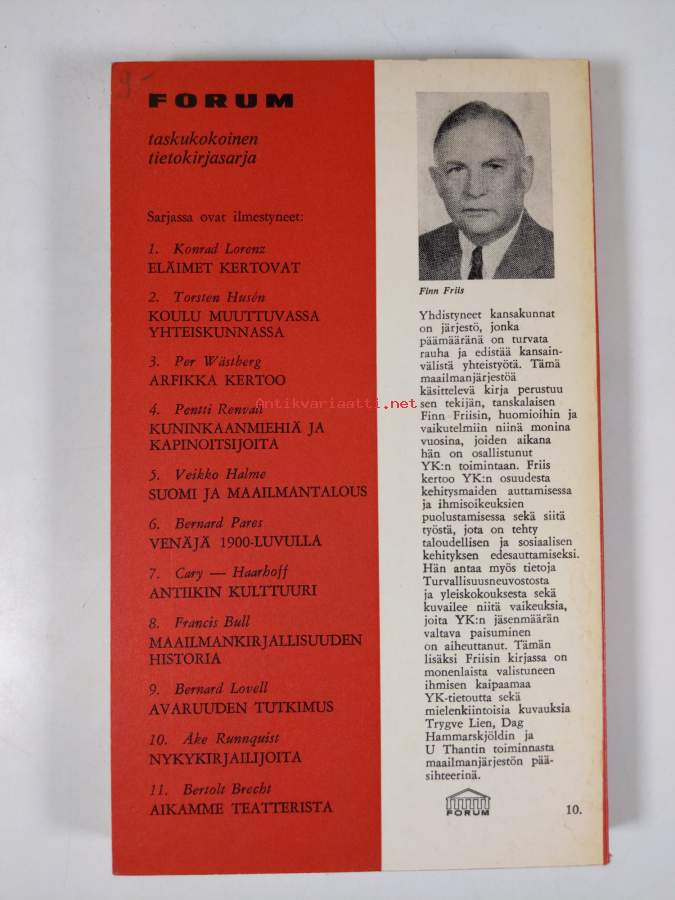 9.-
FORUM
taskukokoinen
tietokirjasarja
Sarjassa ovat ilmestyneet:
1. Konrad Lorenz
ELÄIMET KERTOVAT
2. Torsten Husén
KOULU MUUTTUVASSA
YHTEISKUNNASSA
3. Per Wästberg
ARFIKKA KERTOO
4. Pentti Renvall
KUNINKAANMIEHIÄ JA
KAPINOITSIJOITA
5. Veikko Halme
SUOMI JA MAAILMANTALOUS
6. Bernard Pares
VENÄJÄ 1900-LUVULLA
7. Cary — Haarhoff
ANTIIKIN KULTTUURI
8. Francis Bull
MAAILMANKIRJALLISUUDEN
HISTORIA
9. Bernard Lovell
AVARUUDEN TUTKIMUS
10. Åke Runnquist
NYKYKIRJAILIJOITA
11. Bertolt Brecht
AIKAMME TEATTERISTA
Finn Friis
Yhdistyneet kansakunnat
on järjestö, jonka
päämääränä on turvata
rauha ja edistää kansain-
välistä yhteistyötä. Tämä
maailmanjärjestöä
käsittelevä kirja perustuu
sen tekijän, tanskalaisen
Finn Friisin, huomioihin ja
vaikutelmiin niinä monina
vuosina, joiden aikana
hän on osallistunut
YK:n toimintaan. Friis
kertoo YK:n osuudesta
kehitysmaiden auttamisessa
ja ihmisoikeuksien
puolustamisessa sekä siitä
työstä, jota on tehty
taloudellisen ja sosiaalisen
kehityksen edesauttamiseksi.
Hän antaa myös tietoja
Turvallisuusneuvostosta
ja yleiskokouksesta sekä
kuvailee niitä vaikeuksia,
joita YK:n jäsenmäärän
valtava paisuminen
on aiheuttanut. Tämän
lisäksi Friisin kirjassa on
monenlaista valistuneen
ihmisen kaipaamaa
YK-tietoutta sekä
mielenkiintoisia kuvauksia
Trygve Lien, Dag
Hammarskjöldin ja
U Thantin toiminnasta
maailmanjärjestön pää-
sihteerinä.
FORUM
10.
Antikvariaatti.net